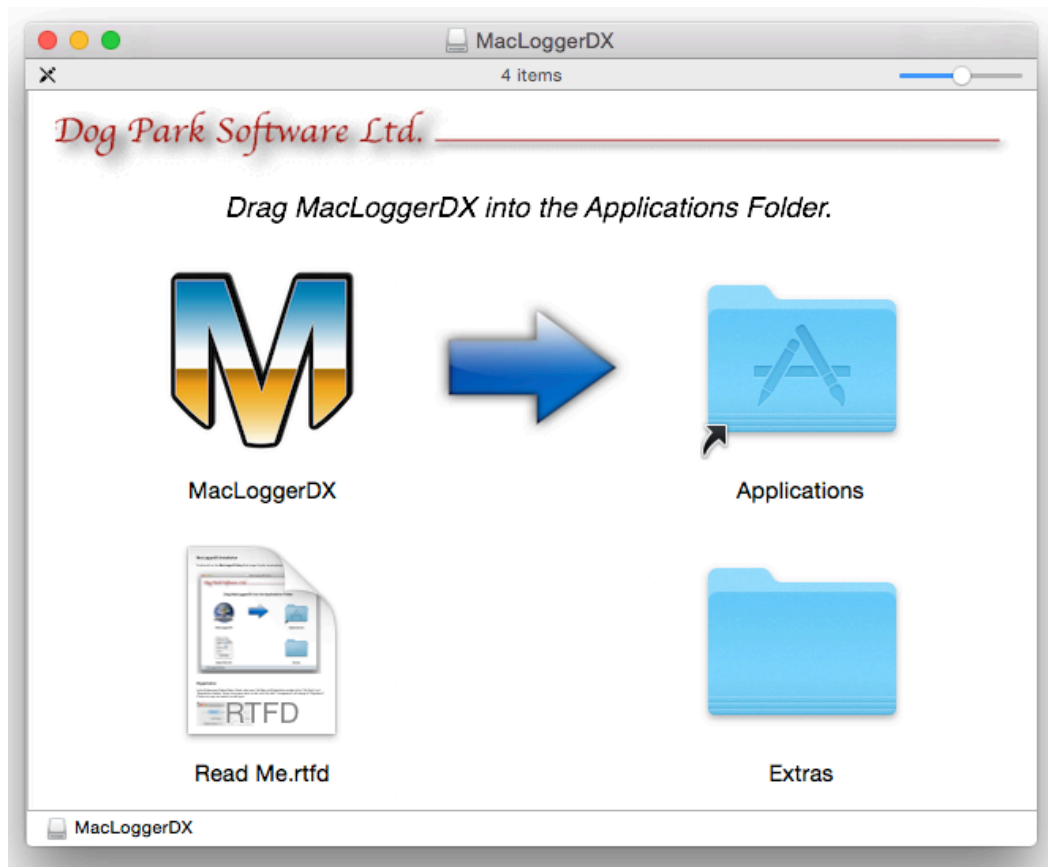 MacLoggerDX
4 items
Dog Park Software Ltd.
Drag MacLoggerDX into the Applications Folder.
MacLoggerDX
Applications
RTFD
Read Me.rtfd
Extras
MacLoggerDX